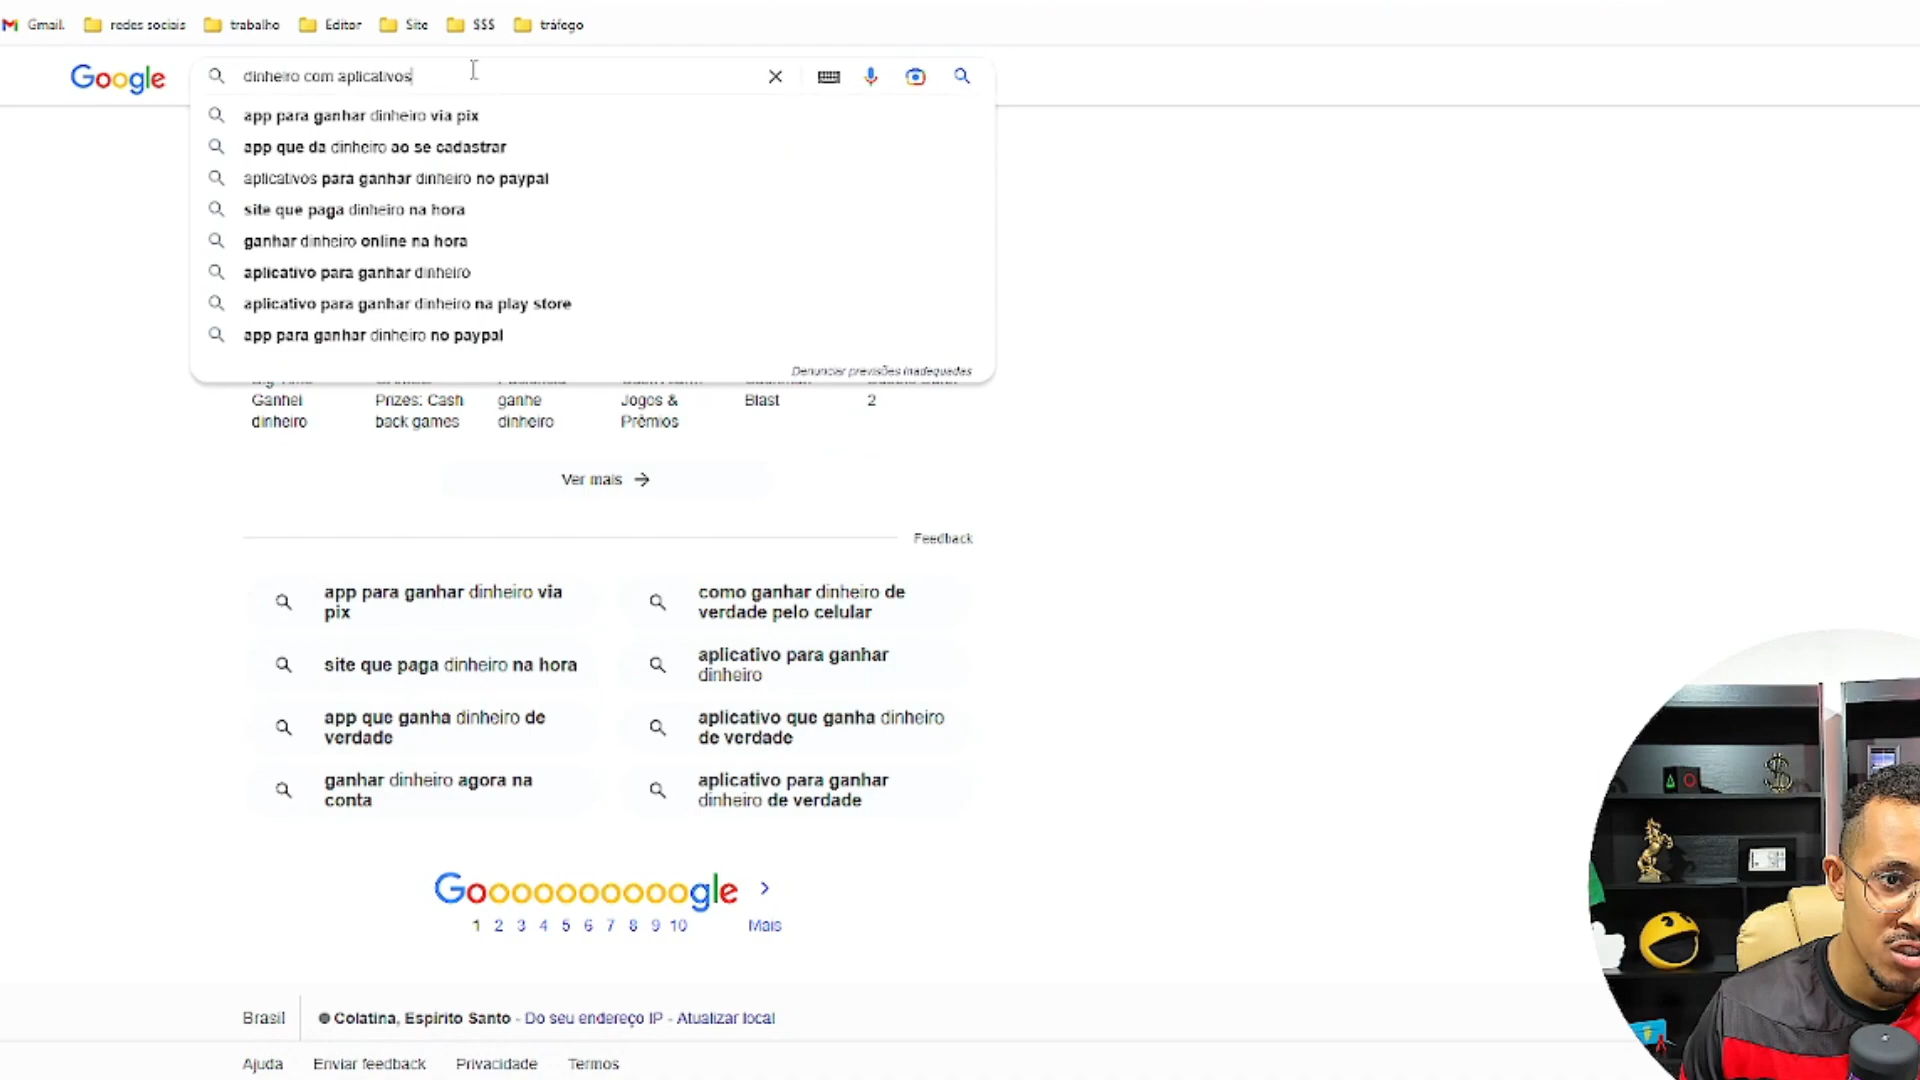 Gmail
redes sociais
trabalho
Editor
Site
$$$
tráfego
Google
dinheiro com aplicativos
app para ganhar dinheiro via pix
app que da dinheiro ao se cadastrar
aplicativos para ganhar dinheiro no paypal
site que paga dinheiro na hora
ganhar dinheiro online na hora
aplicativo para ganhar dinheiro
aplicativo para ganhar dinheiro na play store
app para ganhar dinheiro no paypal
Denunciar previsões inadequadas
Ganhei
dinheiro
Prizes: Cash
back games
ganhe
dinheiro
Jogos &
Prêmios
Blast
2
Ver mais
Feedback
app para ganhar dinheiro via
pix
como ganhar dinheiro de
verdade pelo celular
site que paga dinheiro na hora
aplicativo para ganhar
dinheiro
app que ganha dinheiro de
verdade
aplicativo que ganha dinheiro
de verdade
ganhar dinheiro agora na
conta
aplicativo para ganhar
dinheiro de verdade
Goooooooooogle
1 2 3 4 5 6 7 8 9 10 Mais
Brasil
Colatina, Espírito Santo - Do seu endereço IP - Atualizar local
Ajuda
Enviar feedback
Privacidade
Termos